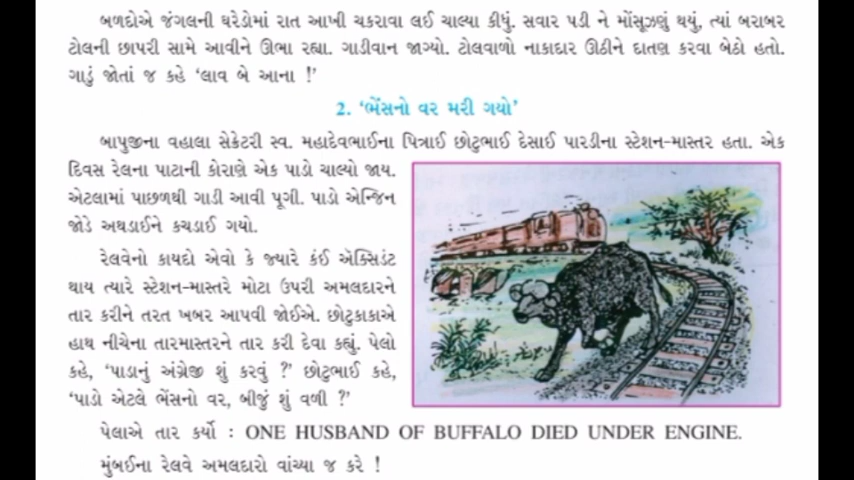 બળદોએ જંગલની ઘરેડોમાં રાત આખી ચકરાવા લઈ ચાલ્યા કીધું. સવાર પડી ને મોંસૂઝણું થયું, ત્યાં બરાબર
ટોલની છાપરી સામે આવીને ઊભા રહ્યા. ગાડીવાન જાગ્યો. ટોલવાળો નાકાદાર ઊઠીને દાતણ કરવા બેઠો હતો.
ગાડું જોતાં જ કહે ‘લાવ બે આના !’
2. ‘ભેંસનો વર મરી ગયો’
બાપુજીના વહાલા સેક્રેટરી સ્વ. મહાદેવભાઈના પિત્રાઈ છોટુભાઈ દેસાઈ પારડીના સ્ટેશન-માસ્તર હતા. એક
દિવસ રેલના પાટાની કોરાણે એક પાડો ચાલ્યો જાય.
એટલામાં પાછળથી ગાડી આવી પૂગી. પાડો એન્જિન
જોડે અથડાઈને કચડાઈ ગયો.
રેલવેનો કાયદો એવો કે જ્યારે કંઈ ઍક્સિડંટ
થાય ત્યારે સ્ટેશન-માસ્તરે મોટા ઉપરી અમલદારને
તાર કરીને તરત ખબર આપવી જોઈએ. છોટુકાકાએ
હાથ નીચેના તારમાસ્તરને તાર કરી દેવા કહ્યું. પેલો
કહે, ‘પાડાનું અંગ્રેજી શું કરવું ?’ છોટુભાઈ કહે,
‘પાડો એટલે ભેંસનો વર, બીજું શું વળી ?’
પેલાએ તાર કર્યો : ONE HUSBAND OF BUFFALO DIED UNDER ENGINE.
મુંબઈના રેલવે અમલદારો વાંચ્યા જ કરે !